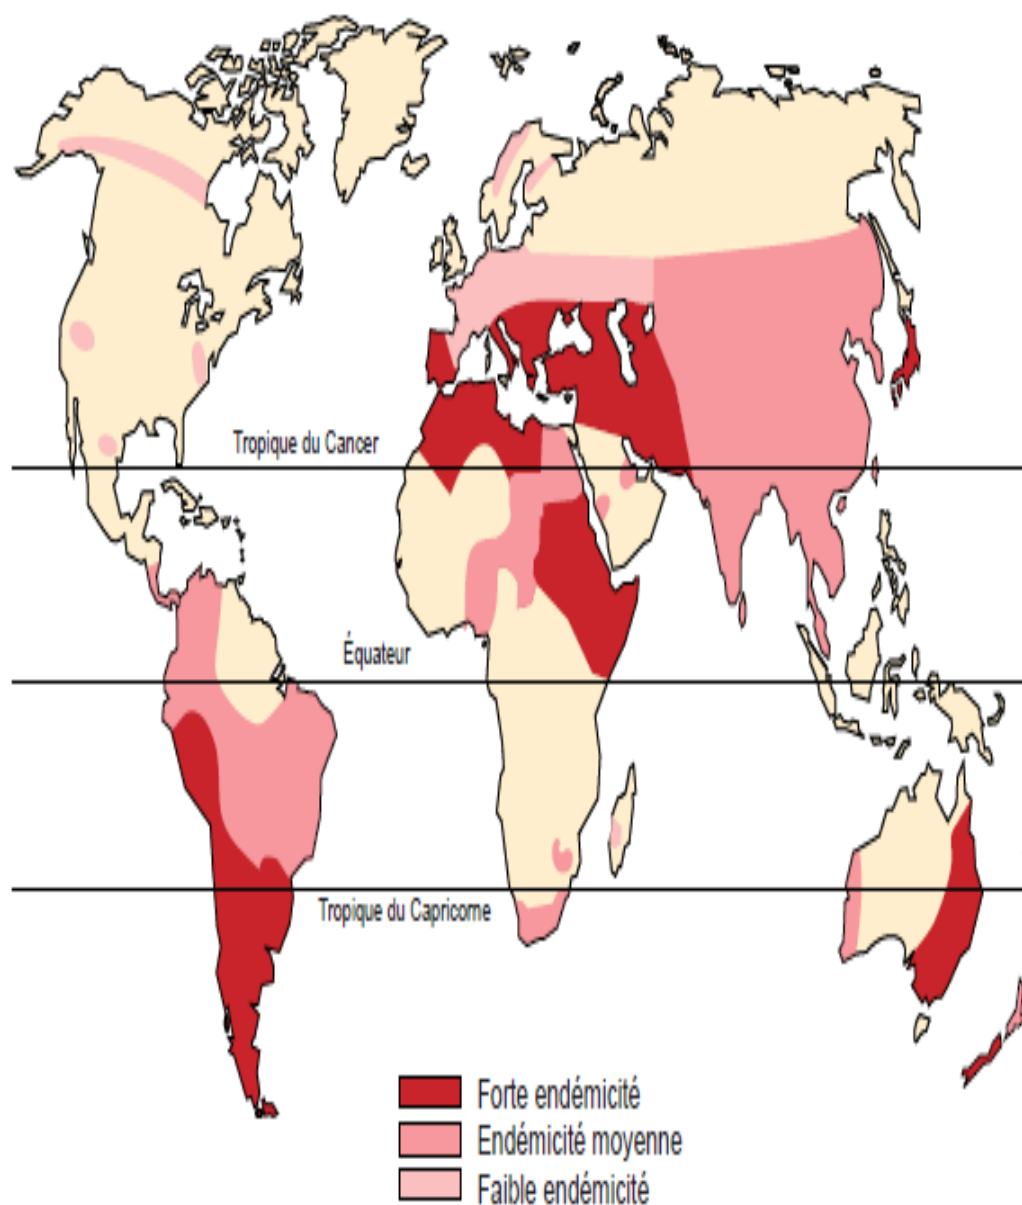 Tropique du Cancer
Équateur
Tropique du Capricorne
Forte endémicité
Endémicité moyenne
Faible endémicité